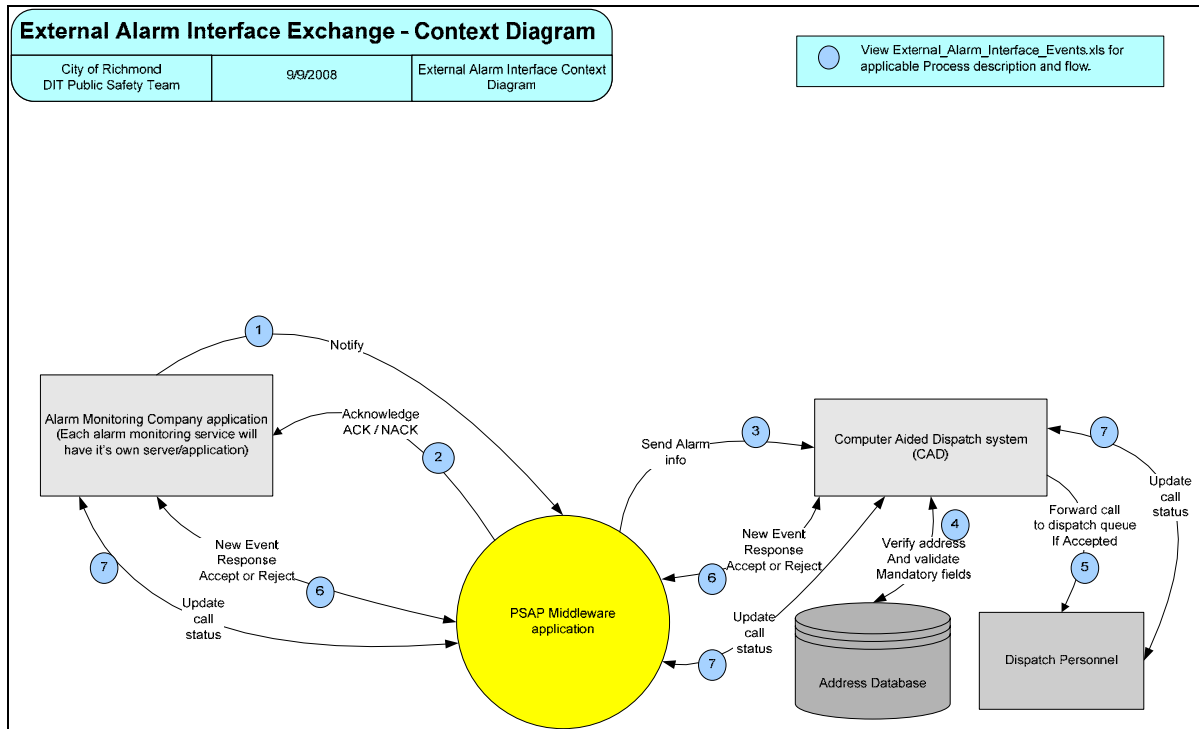 External Alarm Interface Exchange - Context Diagram
City of Richmond
DIT Public Safety Team
9/9/2008
External Alarm Interface Context
Diagram
View External_Alarm_Interface_Events.xls for
applicable Process description and flow.
1
Notify
Alarm Monitoring Company application
(Each alarm monitoring service will
have it's own server/application)
Acknowledge
ACK / NACK
2
Send Alarm
info
3
Computer Aided Dispatch system
(CAD)
7
Update
call
status
New Event
Response
Accept or Reject
6
7
Update
call
status
PSAP Middleware
application
New Event
Response
Accept or Reject
6
Update
call
status
7
4
Verify address
And validate
Mandatory fields
Forward call
to dispatch queue
If Accepted
5
Address Database
Dispatch Personnel